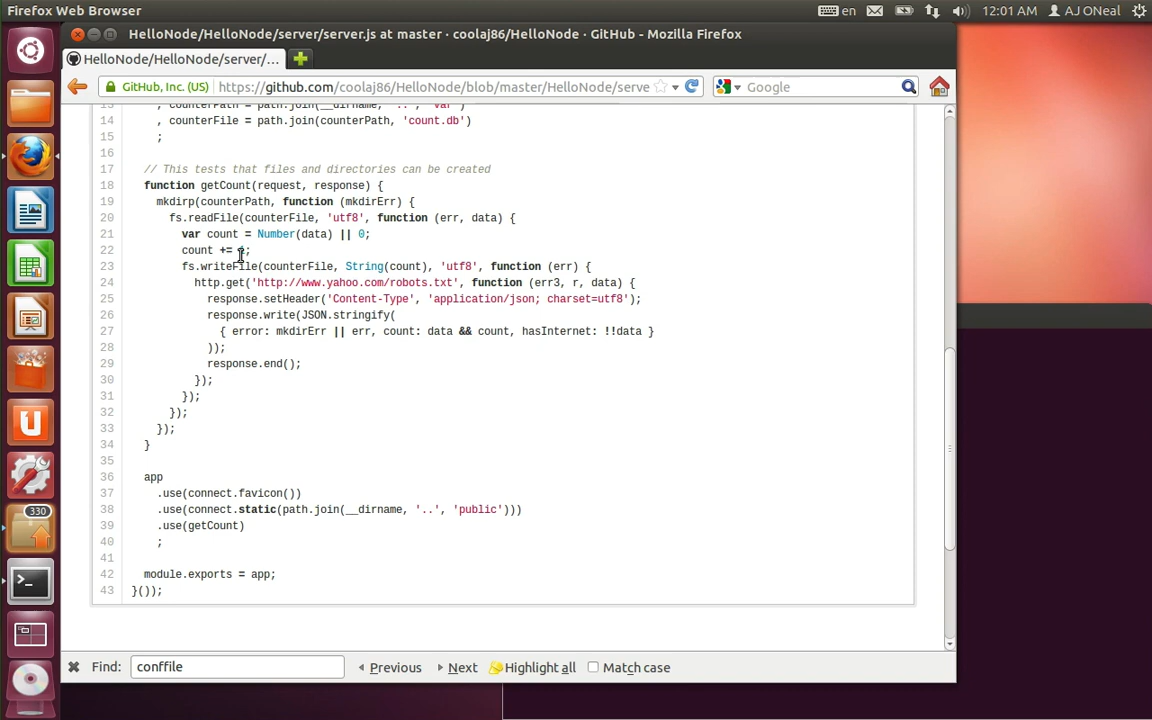 Firefox Web Browser
en
12:01 AM
AJ ONeal
HelloNode/HelloNode/server/server.js at master · coolaj86/HelloNode · GitHub - Mozilla Firefox
HelloNode/HelloNode/server/...
GitHub, Inc. (US)
https://github.com/coolaj86/HelloNode/blob/master/HelloNode/serve
Google
13 , counterPath = path.join(__dirname, '..', 'var')
14 , counterFile = path.join(counterPath, 'count.db')
15 ;
16
17 // This tests that files and directories can be created
18 function getCount(request, response) {
19 mkdirp(counterPath, function (mkdirErr) {
20 fs.readFile(counterFile, 'utf8', function (err, data) {
21 var count = Number(data) || 0;
22 count += ;
23 fs.writeFile(counterFile, String(count), 'utf8', function (err) {
24 http.get('http://www.yahoo.com/robots.txt', function (err3, r, data) {
25 response.setHeader('Content-Type', 'application/json; charset=utf8');
26 response.write(JSON.stringify(
27 { error: mkdirErr || err, count: data && count, hasInternet: !!data }
28 ));
29 response.end();
30 });
31 });
32 });
33 });
34 }
35
36 app
37 .use(connect.favicon())
38 .use(connect.static(path.join(__dirname, '..', 'public')))
39 .use(getCount)
40 ;
41
42 module.exports = app;
43 }());
330
Find: conffile Previous Next Highlight all Match case